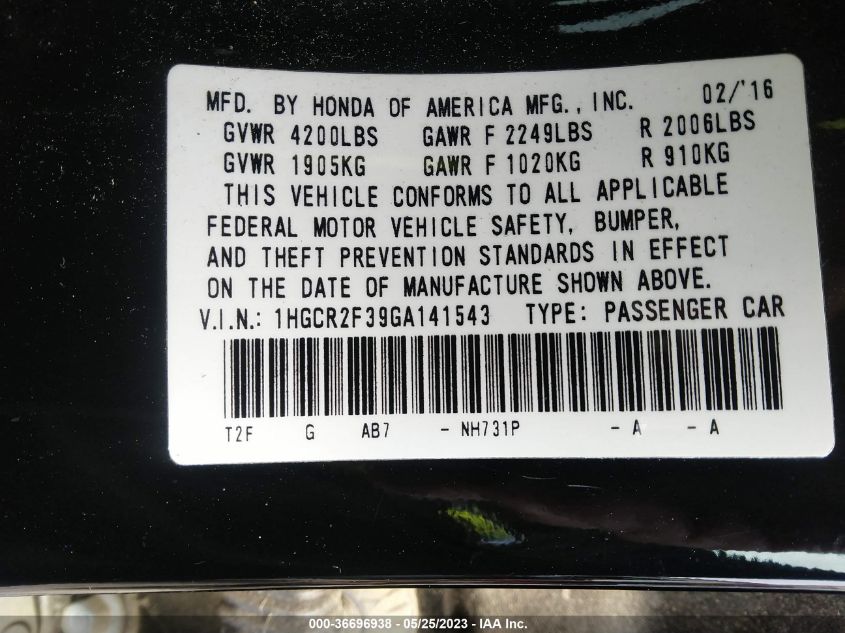 MFD. BY HONDA OF AMERICA MFG., INC. 02/'16
GVWR 4200LBS GAWR F 2249LBS R 2006LBS
GVWR 1905KG GAWR F 1020KG R 910KG
THIS VEHICLE CONFORMS TO ALL APPLICABLE
FEDERAL MOTOR VEHICLE SAFETY, BUMPER,
AND THEFT PREVENTION STANDARDS IN EFFECT
ON THE DATE OF MANUFACTURE SHOWN ABOVE.
V.I.N.: 1HGCR2F39GA141543 TYPE: PASSENGER CAR
T2F G AB7 - NH731P - A - A
000-36696938 - 05/25/2023 - IAA Inc.